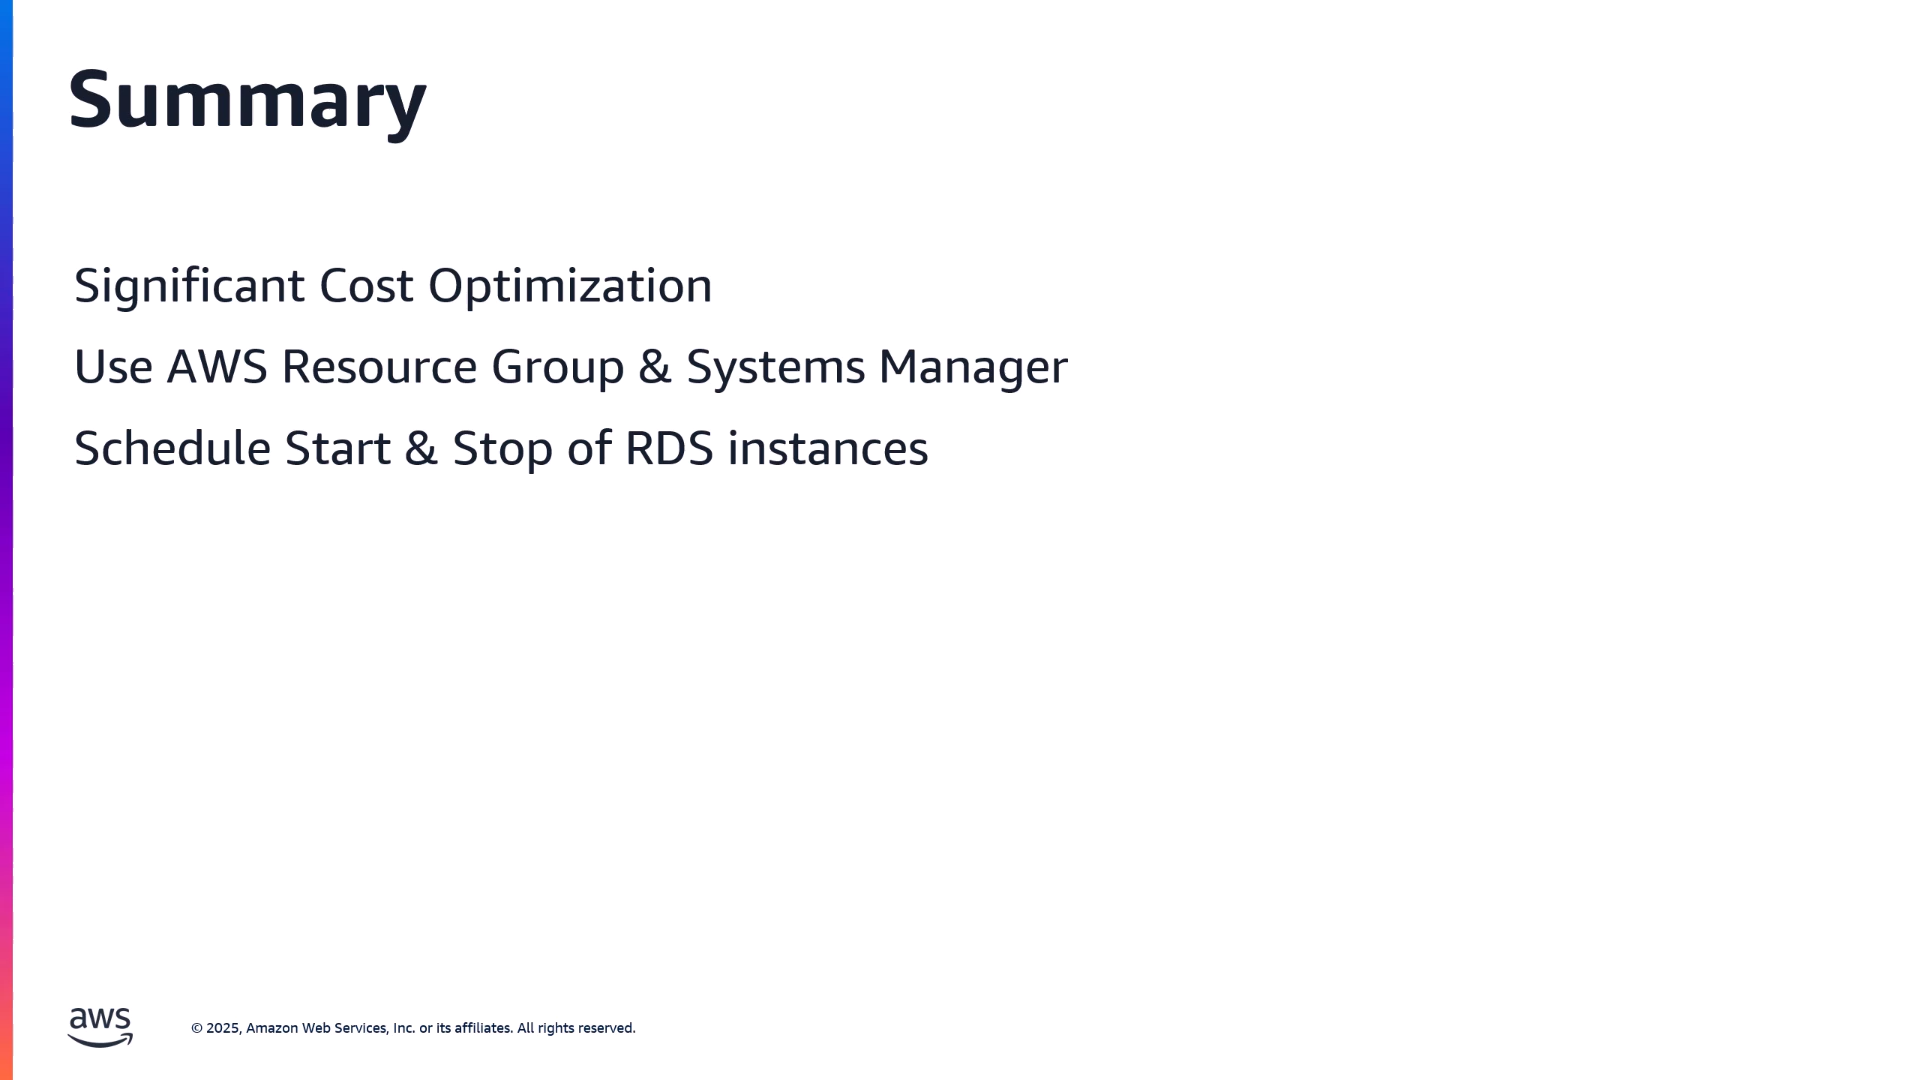 Summary
Significant Cost Optimization
Use AWS Resource Group & Systems Manager
Schedule Start & Stop of RDS instances
aws
© 2025, Amazon Web Services, Inc. or its affiliates. All rights reserved.